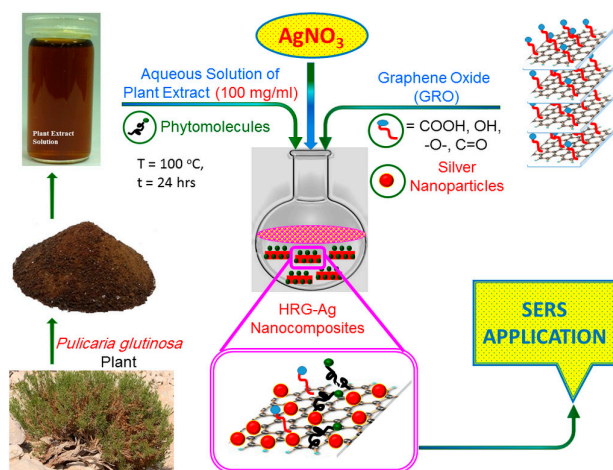 AgNO₃
Aqueous Solution of
Plant Extract (100 mg/ml)
Phytomolecules
T = 100 °C,
t = 24 hrs
Graphene Oxide
(GRO)
= COOH, OH,
-O-, C=O
Silver
Nanoparticles
Plant Extract
Solution
HRG-Ag
Nanocomposites
Pulicaria glutinosa
Plant
SERS
APPLICATION